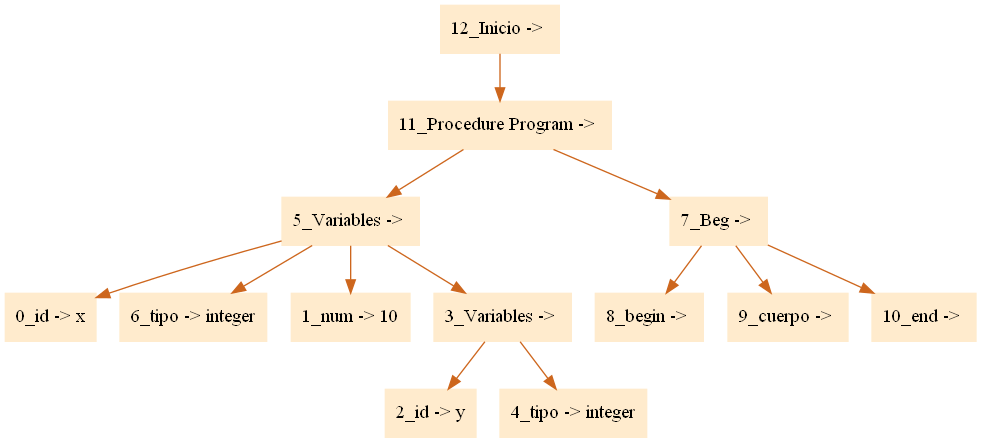 12_Inicio ->
11_Procedure Program ->
5_Variables ->
7_Beg ->
0_id -> x
6_tipo -> integer
1_num -> 10
3_Variables ->
8_begin ->
9_cuerpo ->
10_end ->
2_id -> y
4_tipo -> integer